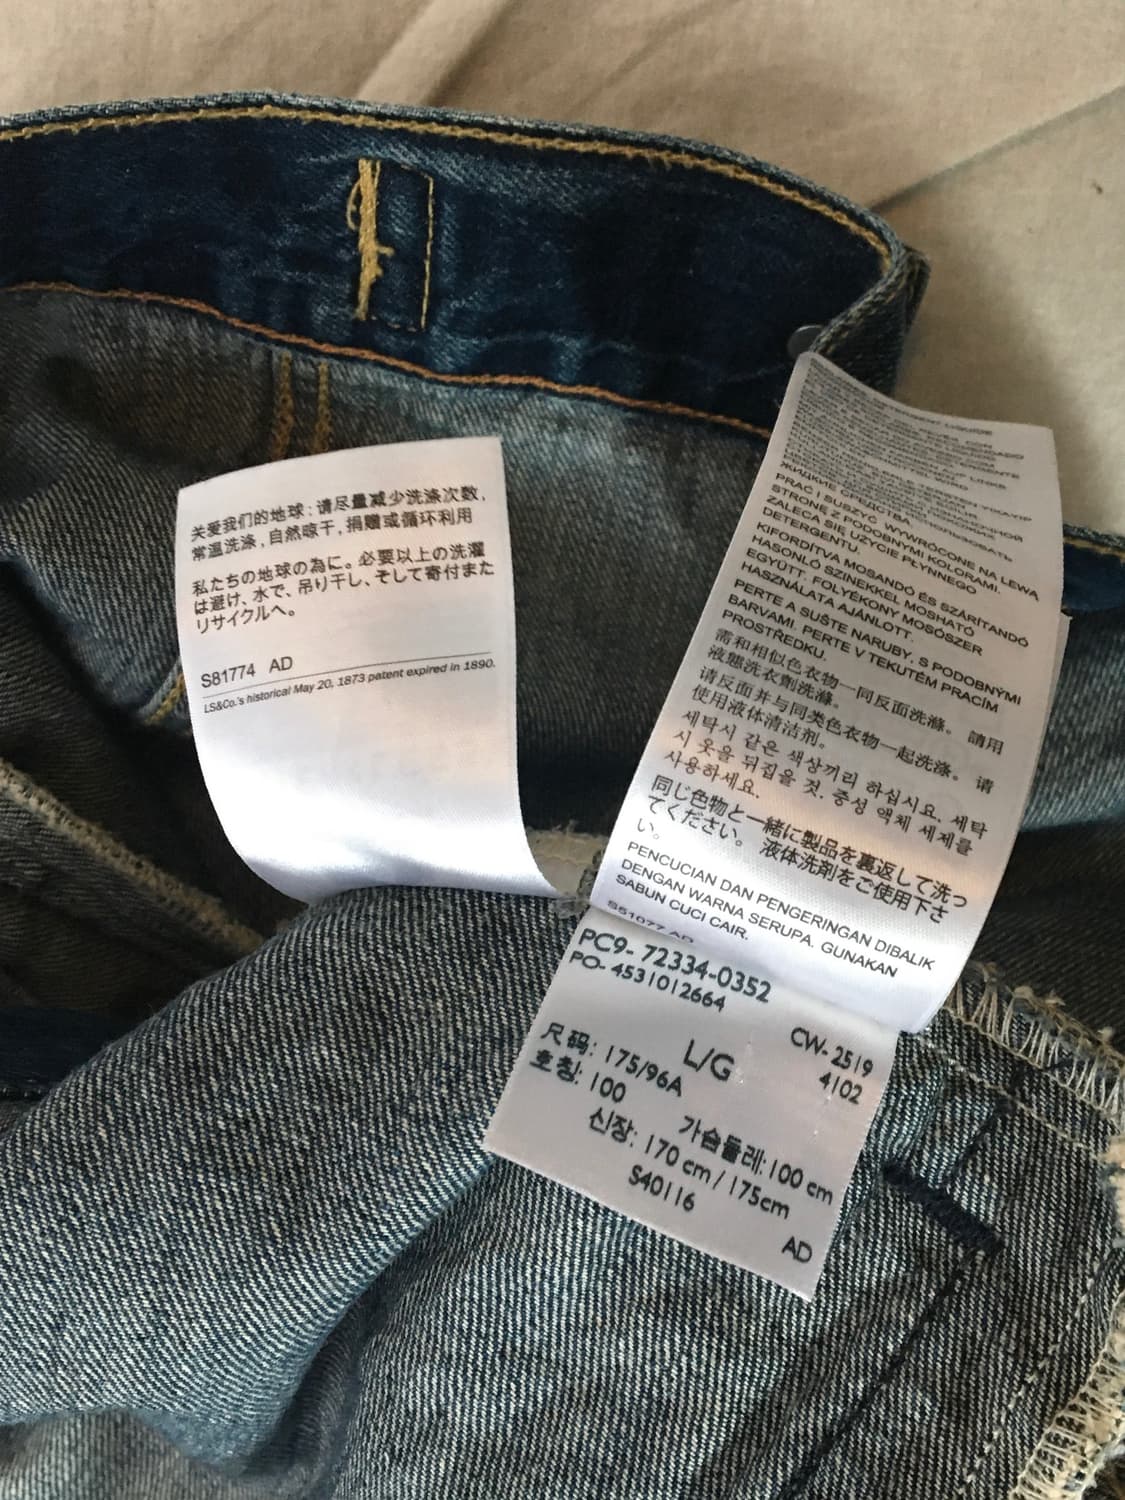 关爱我们的地球：请尽量减少洗涤次数，
常温洗涤，自然晾干，捐赠或循环利用
私たちの地球の為に。必要以上の洗濯
は避け、水で、吊り干し、そして寄付また
はリサイクルへ。
S81774 AD
LS&Co.'s historical May 20, 1873 patent expired in 1890.
ЖИДКИЕ СРЕДСТВА.
PRAĆ I SUSZYĆ WYWRÓCONE NA LEWĄ
STRONĘ Z PODOBNYMI KOLORAMI.
ZALECA SIĘ UŻYCIE PŁYNNEGO
DETERGENTU.
KIFORDÍTVA MOSANDÓ ÉS SZÁRÍTANDÓ
HASONLÓ SZINEKKEL MOSHATÓ
EGYÜTT. FOLYÉKONY MOSÓSZER
HASZNÁLATA AJÁNLOTT.
PERTE A SUŠTE NARUBY, S PODOBNÝMI
BARVAMI. PERTE V TEKUTÉM PRACÍM
PROSTŘEDKU.
需和相似色衣物一同反面洗滌。 請用
液態洗衣劑洗滌。
请反面并与同类色衣物一起洗涤。 请
使用液体清洁剂.
세탁시 같은 색상끼리 하십시요. 세탁
시 옷을 뒤집을 것. 중성 액체 세제를
사용하세요.
同じ色物と一緒に製品を裏返して洗っ
てください。 液体洗剤をご使用下さ
い。
PENCUCIAN DAN PENGERINGAN DIBALIK
DENGAN WARNA SERUPA. GUNAKAN
SABUN CUCI CAIR.
S51077 AD
PC9- 72334-0352
PO- 4531012664
CW- 2519
4102
L/G
尺码: 175/96A
호칭: 100
가슴둘레: 100 cm
신장: 170 cm / 175cm
S40116
AD